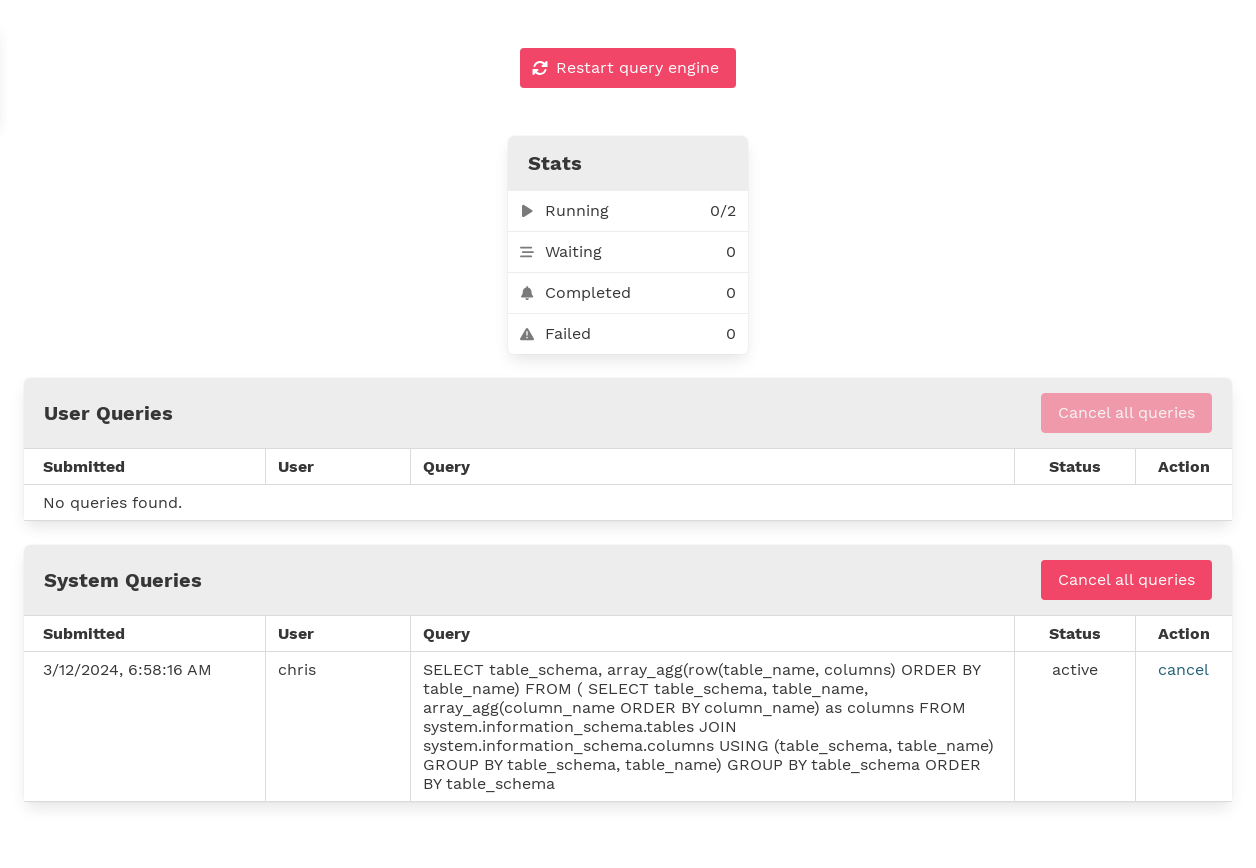 Restart query engine
Stats
Running 0/2
Waiting 0
Completed 0
Failed 0
User Queries Cancel all queries
Submitted User Query Status Action
No queries found.
System Queries Cancel all queries
Submitted User Query Status Action
3/12/2024, 6:58:16 AM chris SELECT table_schema, array_agg(row(table_name, columns) ORDER BY active cancel
table_name) FROM ( SELECT table_schema, table_name,
array_agg(column_name ORDER BY column_name) as columns FROM
system.information_schema.tables JOIN
system.information_schema.columns USING (table_schema, table_name)
GROUP BY table_schema, table_name) GROUP BY table_schema ORDER
BY table_schema